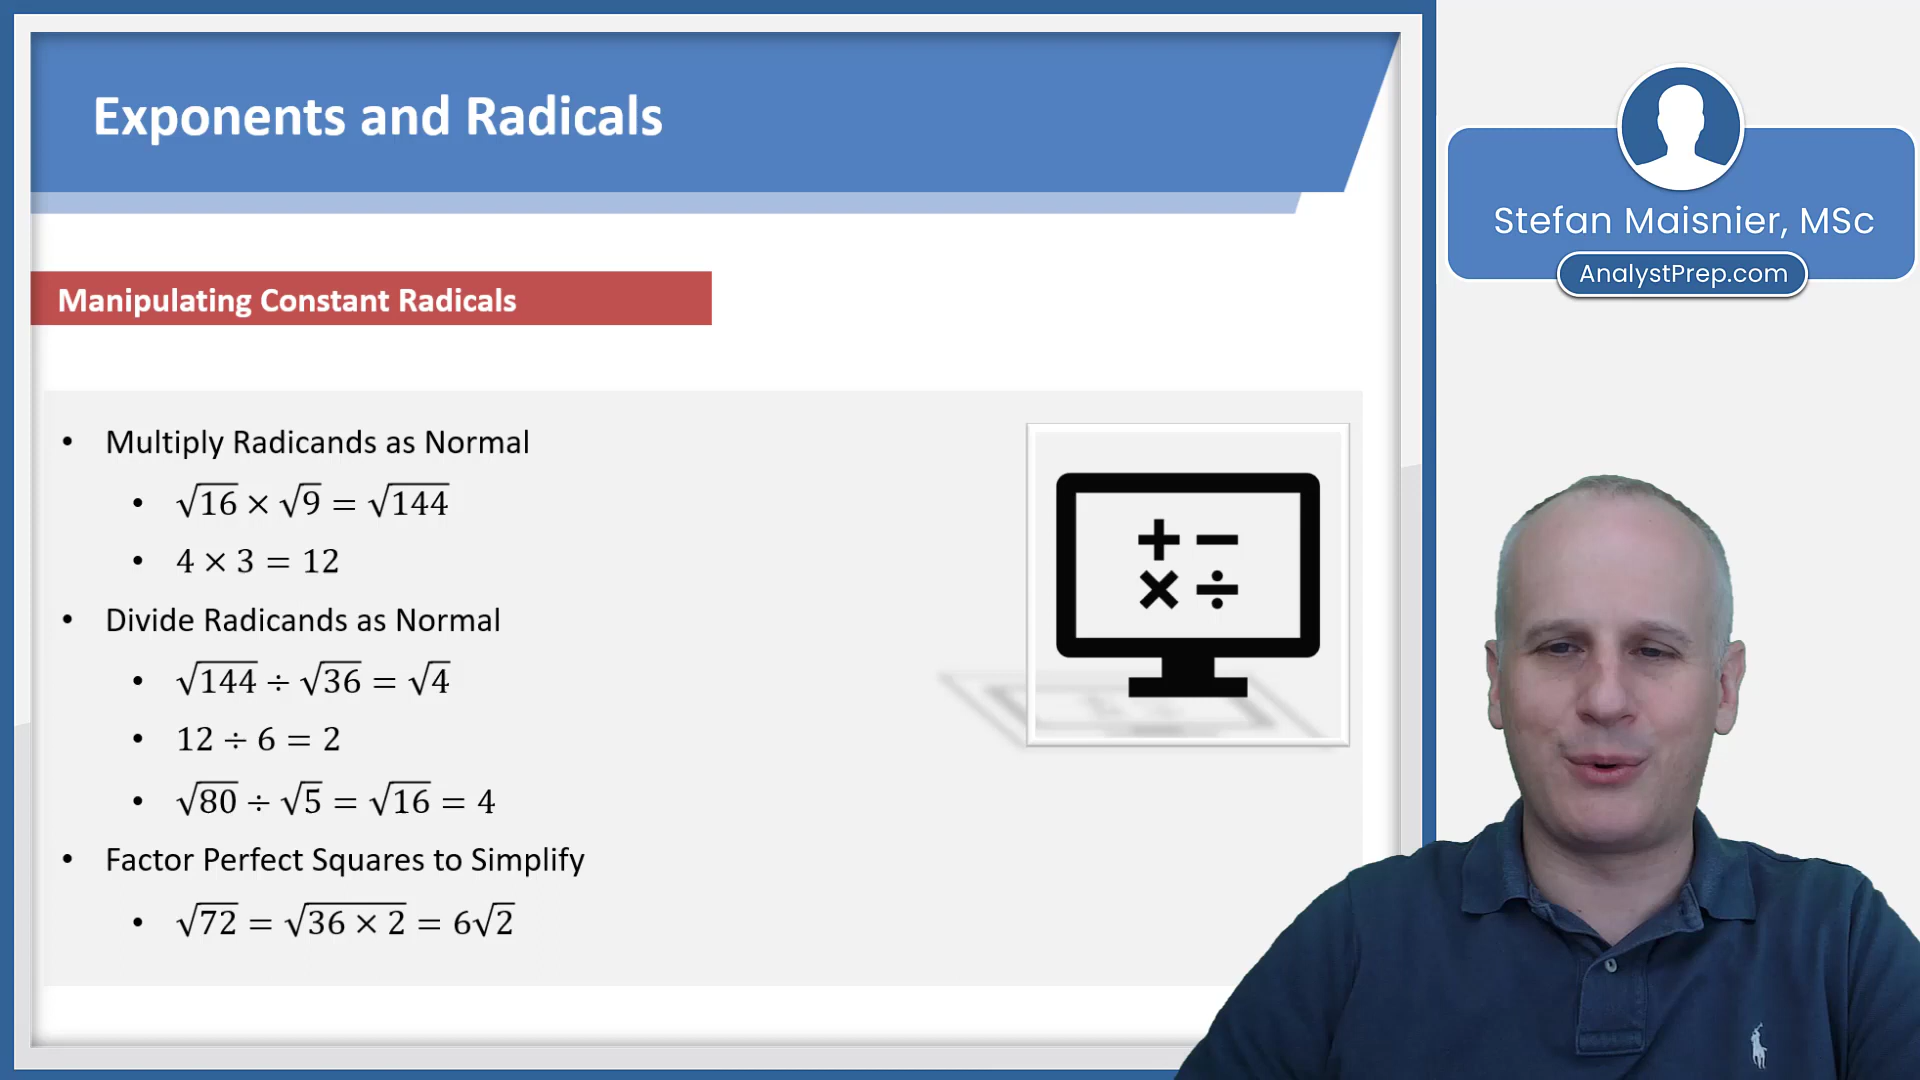 Exponents and Radicals
Manipulating Constant Radicals
• Multiply Radicands as Normal
• √16 × √9 = √144
• 4 × 3 = 12
• Divide Radicands as Normal
• √144 ÷ √36 = √4
• 12 ÷ 6 = 2
• √80 ÷ √5 = √16 = 4
• Factor Perfect Squares to Simplify
• √72 = √36 × 2 = 6√2
+ −
× ÷
Stefan Maisnier, MSc
AnalystPrep.com